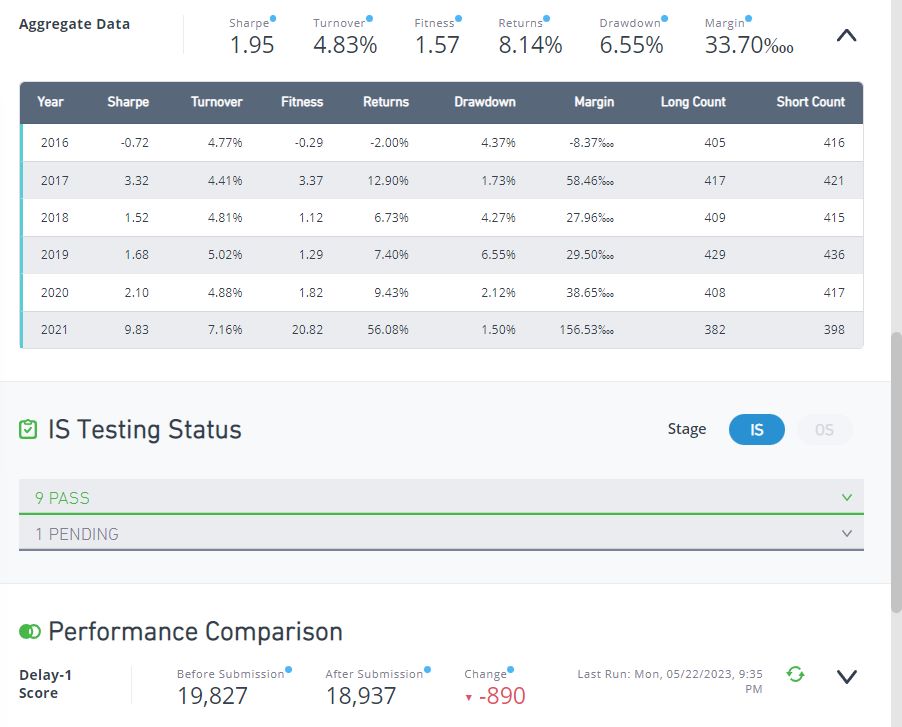 Aggregate Data
Sharpe Turnover Fitness Returns Drawdown Margin
1.95 4.83% 1.57 8.14% 6.55% 33.70‱
Year Sharpe Turnover Fitness Returns Drawdown Margin Long Count Short Count
2016 -0.72 4.77% -0.29 -2.00% 4.37% -8.37‱ 405 416
2017 3.32 4.41% 3.37 12.90% 1.73% 58.46‱ 417 421
2018 1.52 4.81% 1.12 6.73% 4.27% 27.96‱ 409 415
2019 1.68 5.02% 1.29 7.40% 6.55% 29.50‱ 429 436
2020 2.10 4.88% 1.82 9.43% 2.12% 38.65‱ 408 417
2021 9.83 7.16% 20.82 56.08% 1.50% 156.53‱ 382 398
IS Testing Status
Stage IS OS
9 PASS
1 PENDING
Performance Comparison
Delay-1
Score
Before Submission After Submission Change
19,827 18,937 -890
Last Run: Mon, 05/22/2023, 9:35
PM